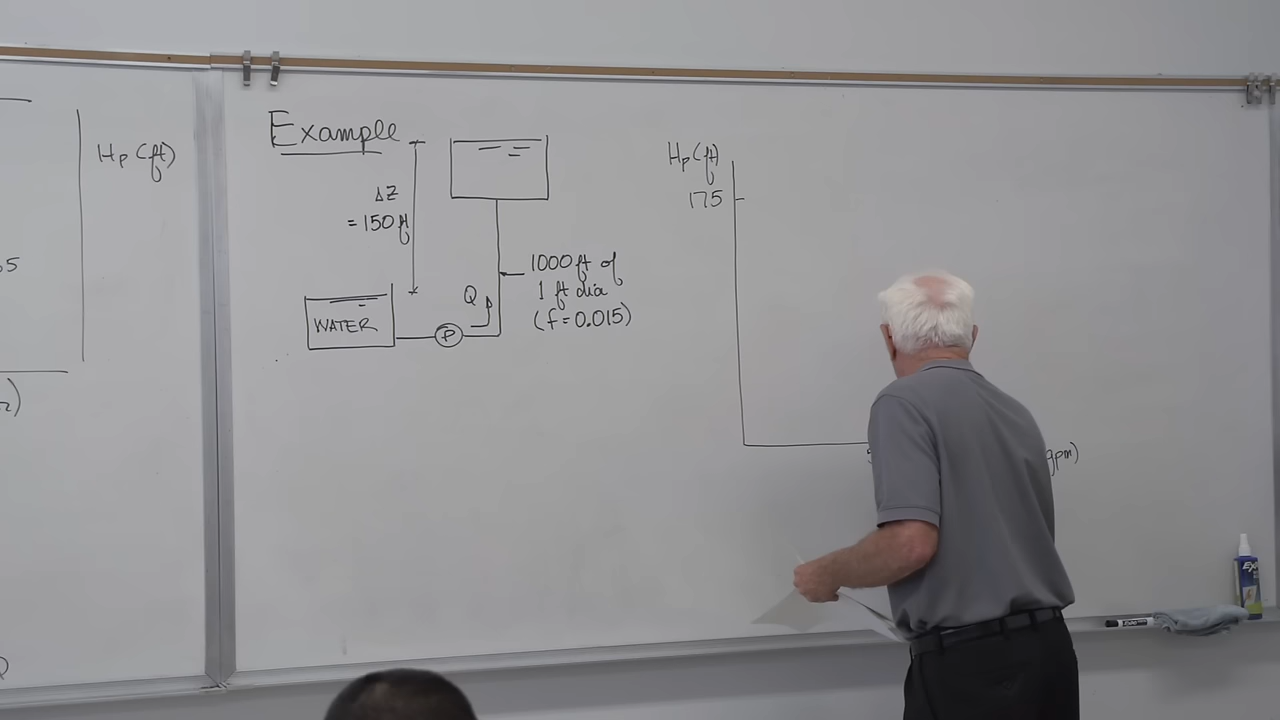 Hp (ft)
Example
ΔZ
= 150 ft
WATER
P
Q
1000 ft of
1 ft dia
(f = 0.015)
Hp (ft)
175
gpm)